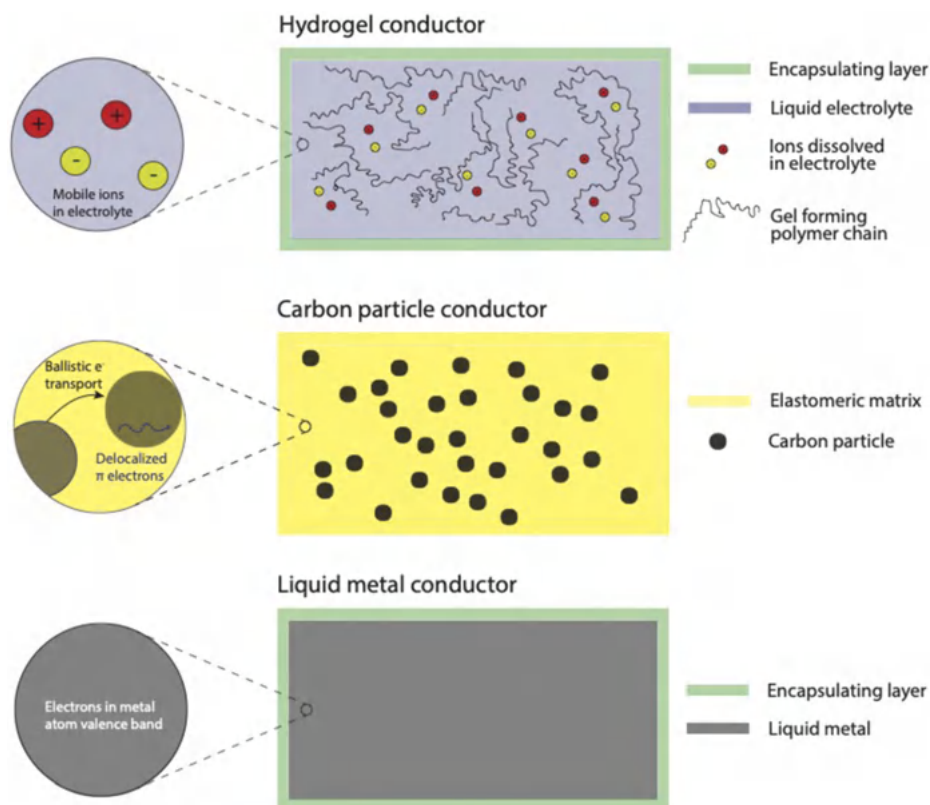 Hydrogel conductor
+
+
-
-
Mobile ions
in electrolyte
Encapsulating layer
Liquid electrolyte
Ions dissolved
in electrolyte
Gel forming
polymer chain
Carbon particle conductor
Ballistic e-
transport
Delocalized
π electrons
Elastomeric matrix
Carbon particle
Liquid metal conductor
Electrons in metal
atom valence band
Encapsulating layer
Liquid metal